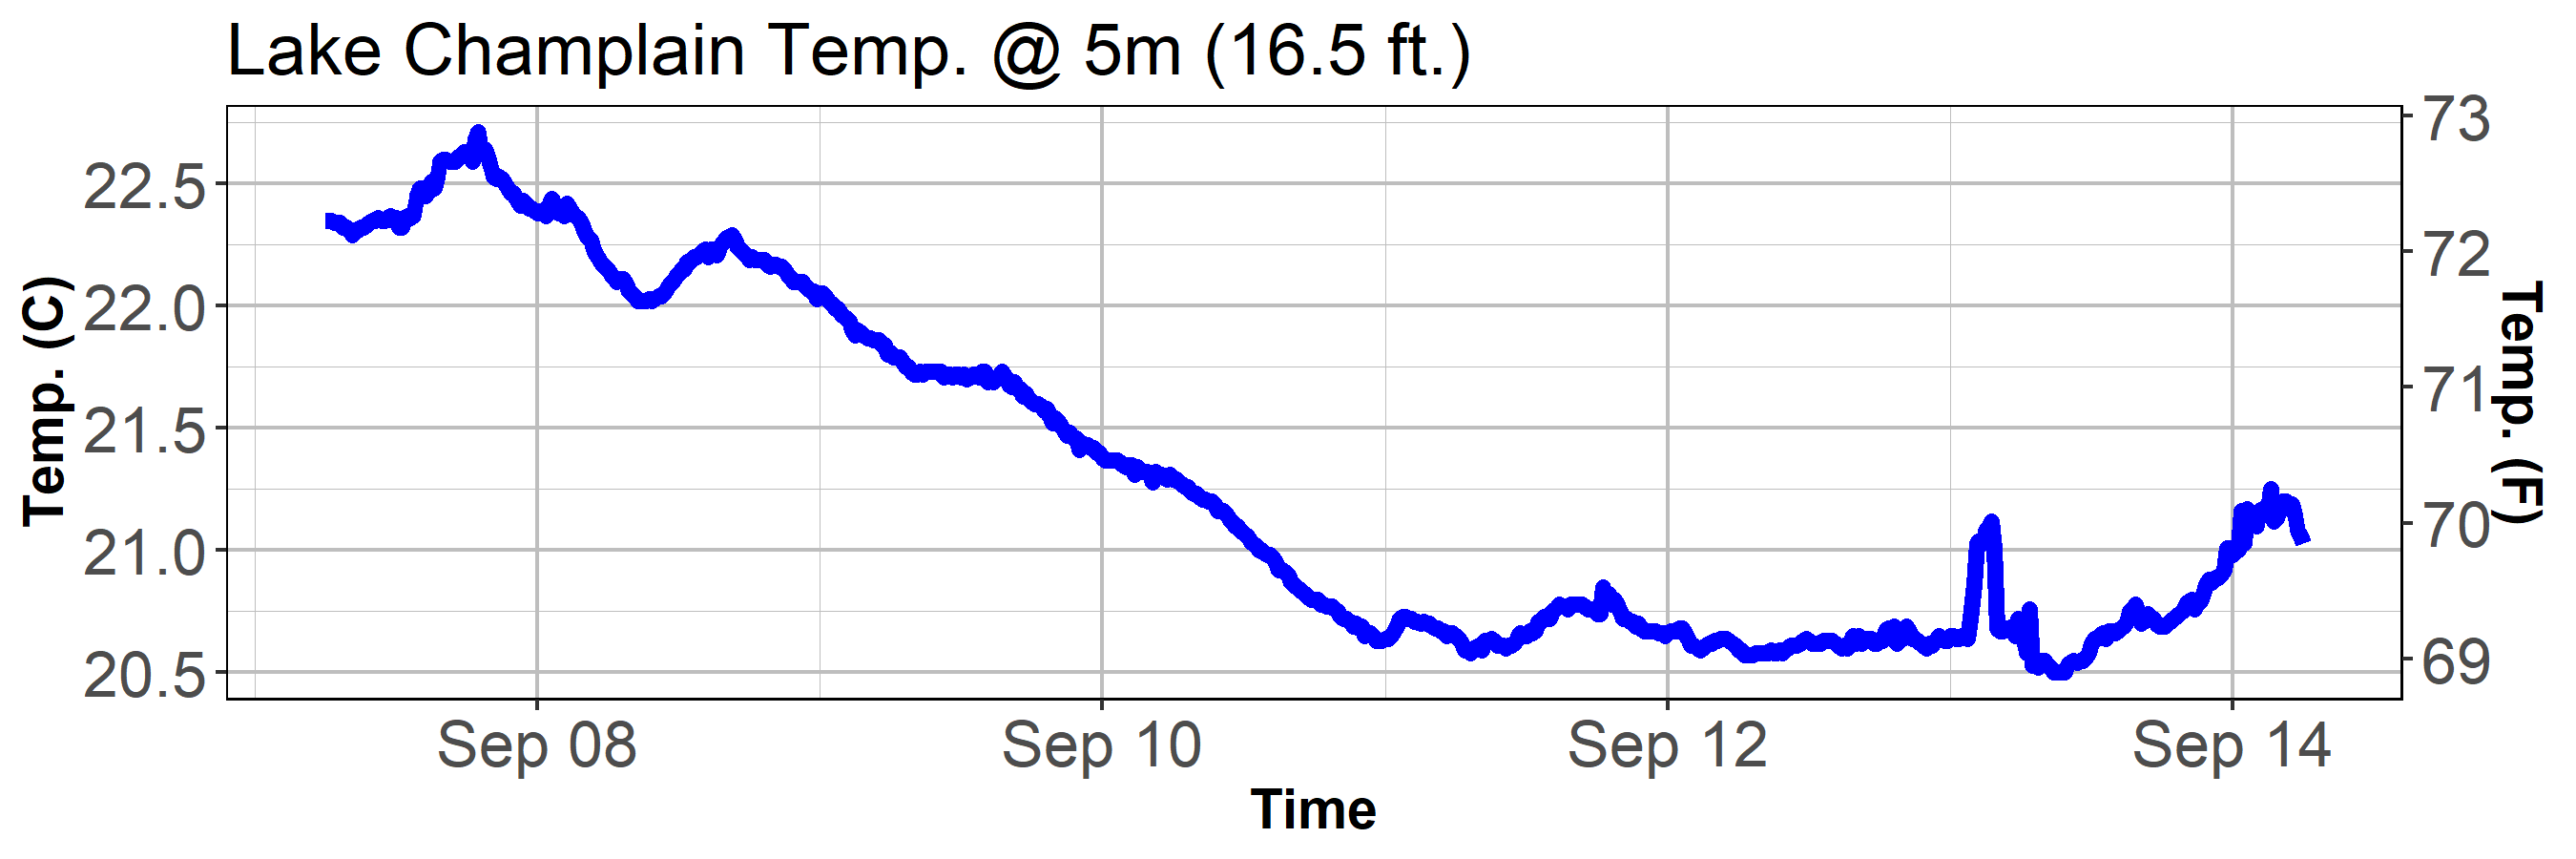 Lake Champlain Temp. @ 5m (16.5 ft.)
Temp. (C)
22.5
22.0
21.5
21.0
20.5
73
72
71
70
69
Temp. (F)
Sep 08
Sep 10
Sep 12
Sep 14
Time